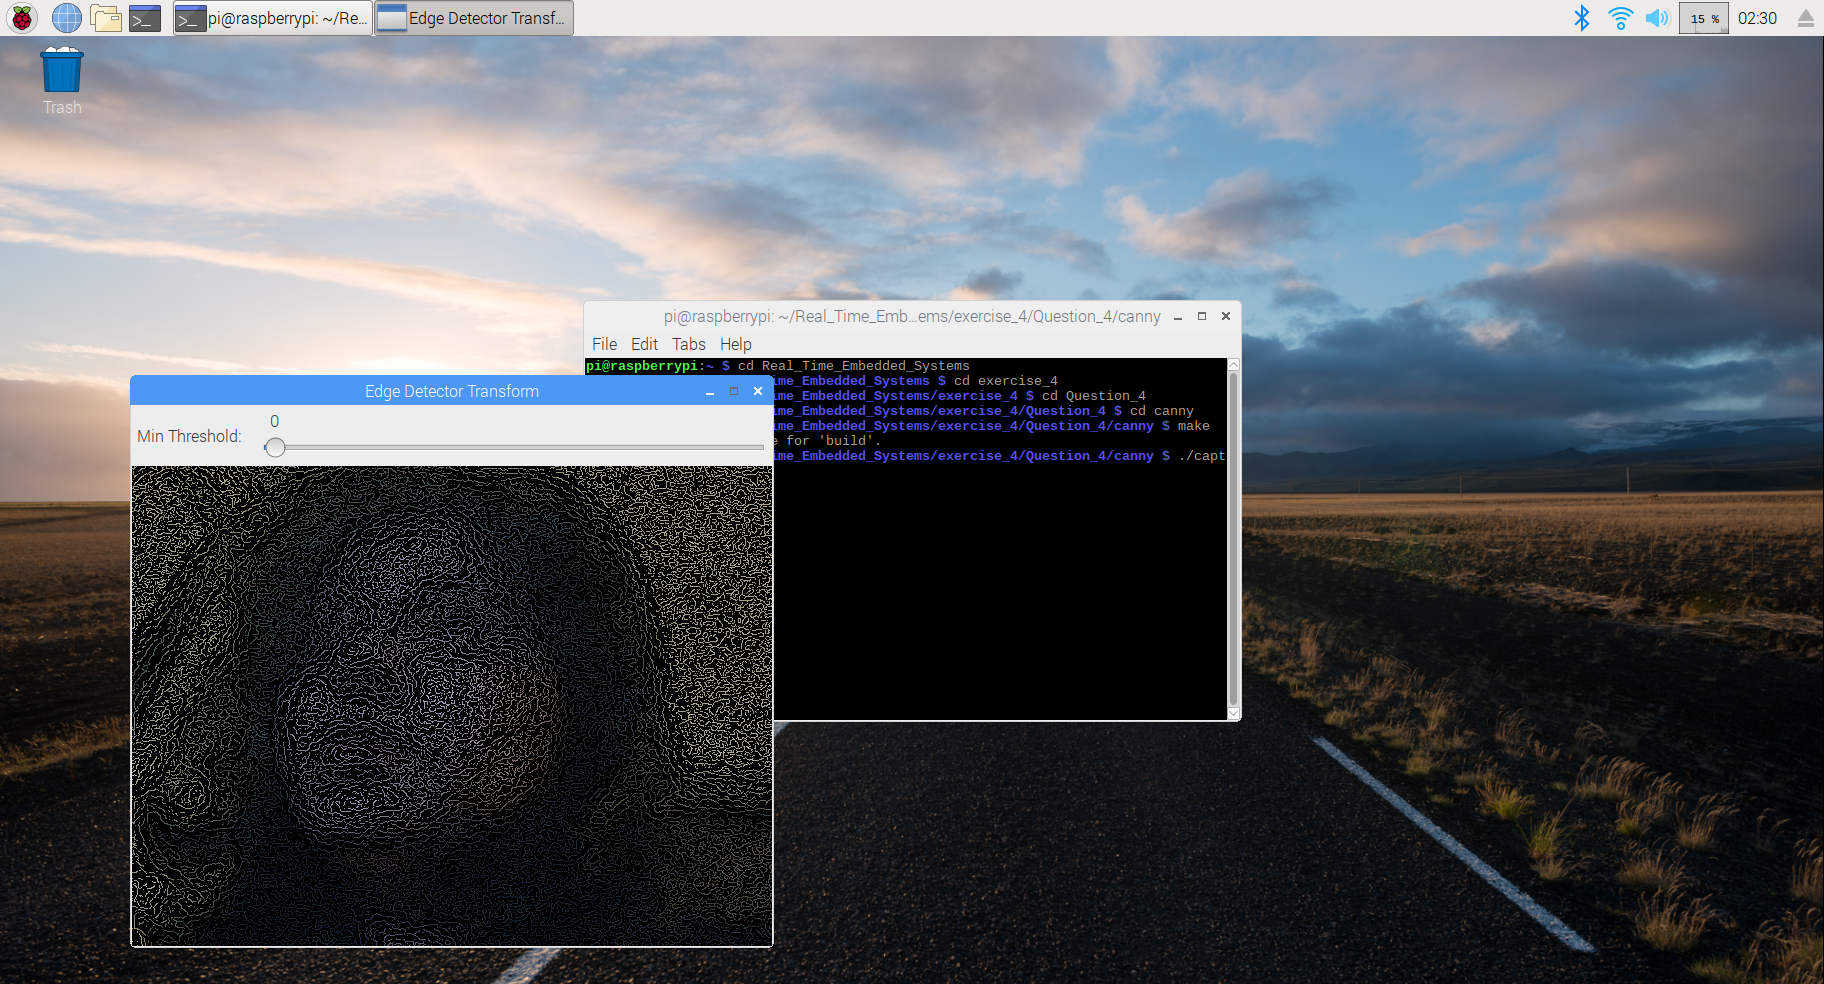 pi@raspberrypi: ~/Re...
Edge Detector Transf...
15 %
02:30
Trash
pi@raspberrypi: ~/Real_Time_Emb...ems/exercise_4/Question_4/canny
File Edit Tabs Help
pi@raspberrypi:~ $ cd Real_Time_Embedded_Systems
ime_Embedded_Systems $ cd exercise_4
ime_Embedded_Systems/exercise_4 $ cd Question_4
ime_Embedded_Systems/exercise_4/Question_4 $ cd canny
ime_Embedded_Systems/exercise_4/Question_4/canny $ make
e for 'build'.
ime_Embedded_Systems/exercise_4/Question_4/canny $ ./capt
Edge Detector Transform
0
Min Threshold: